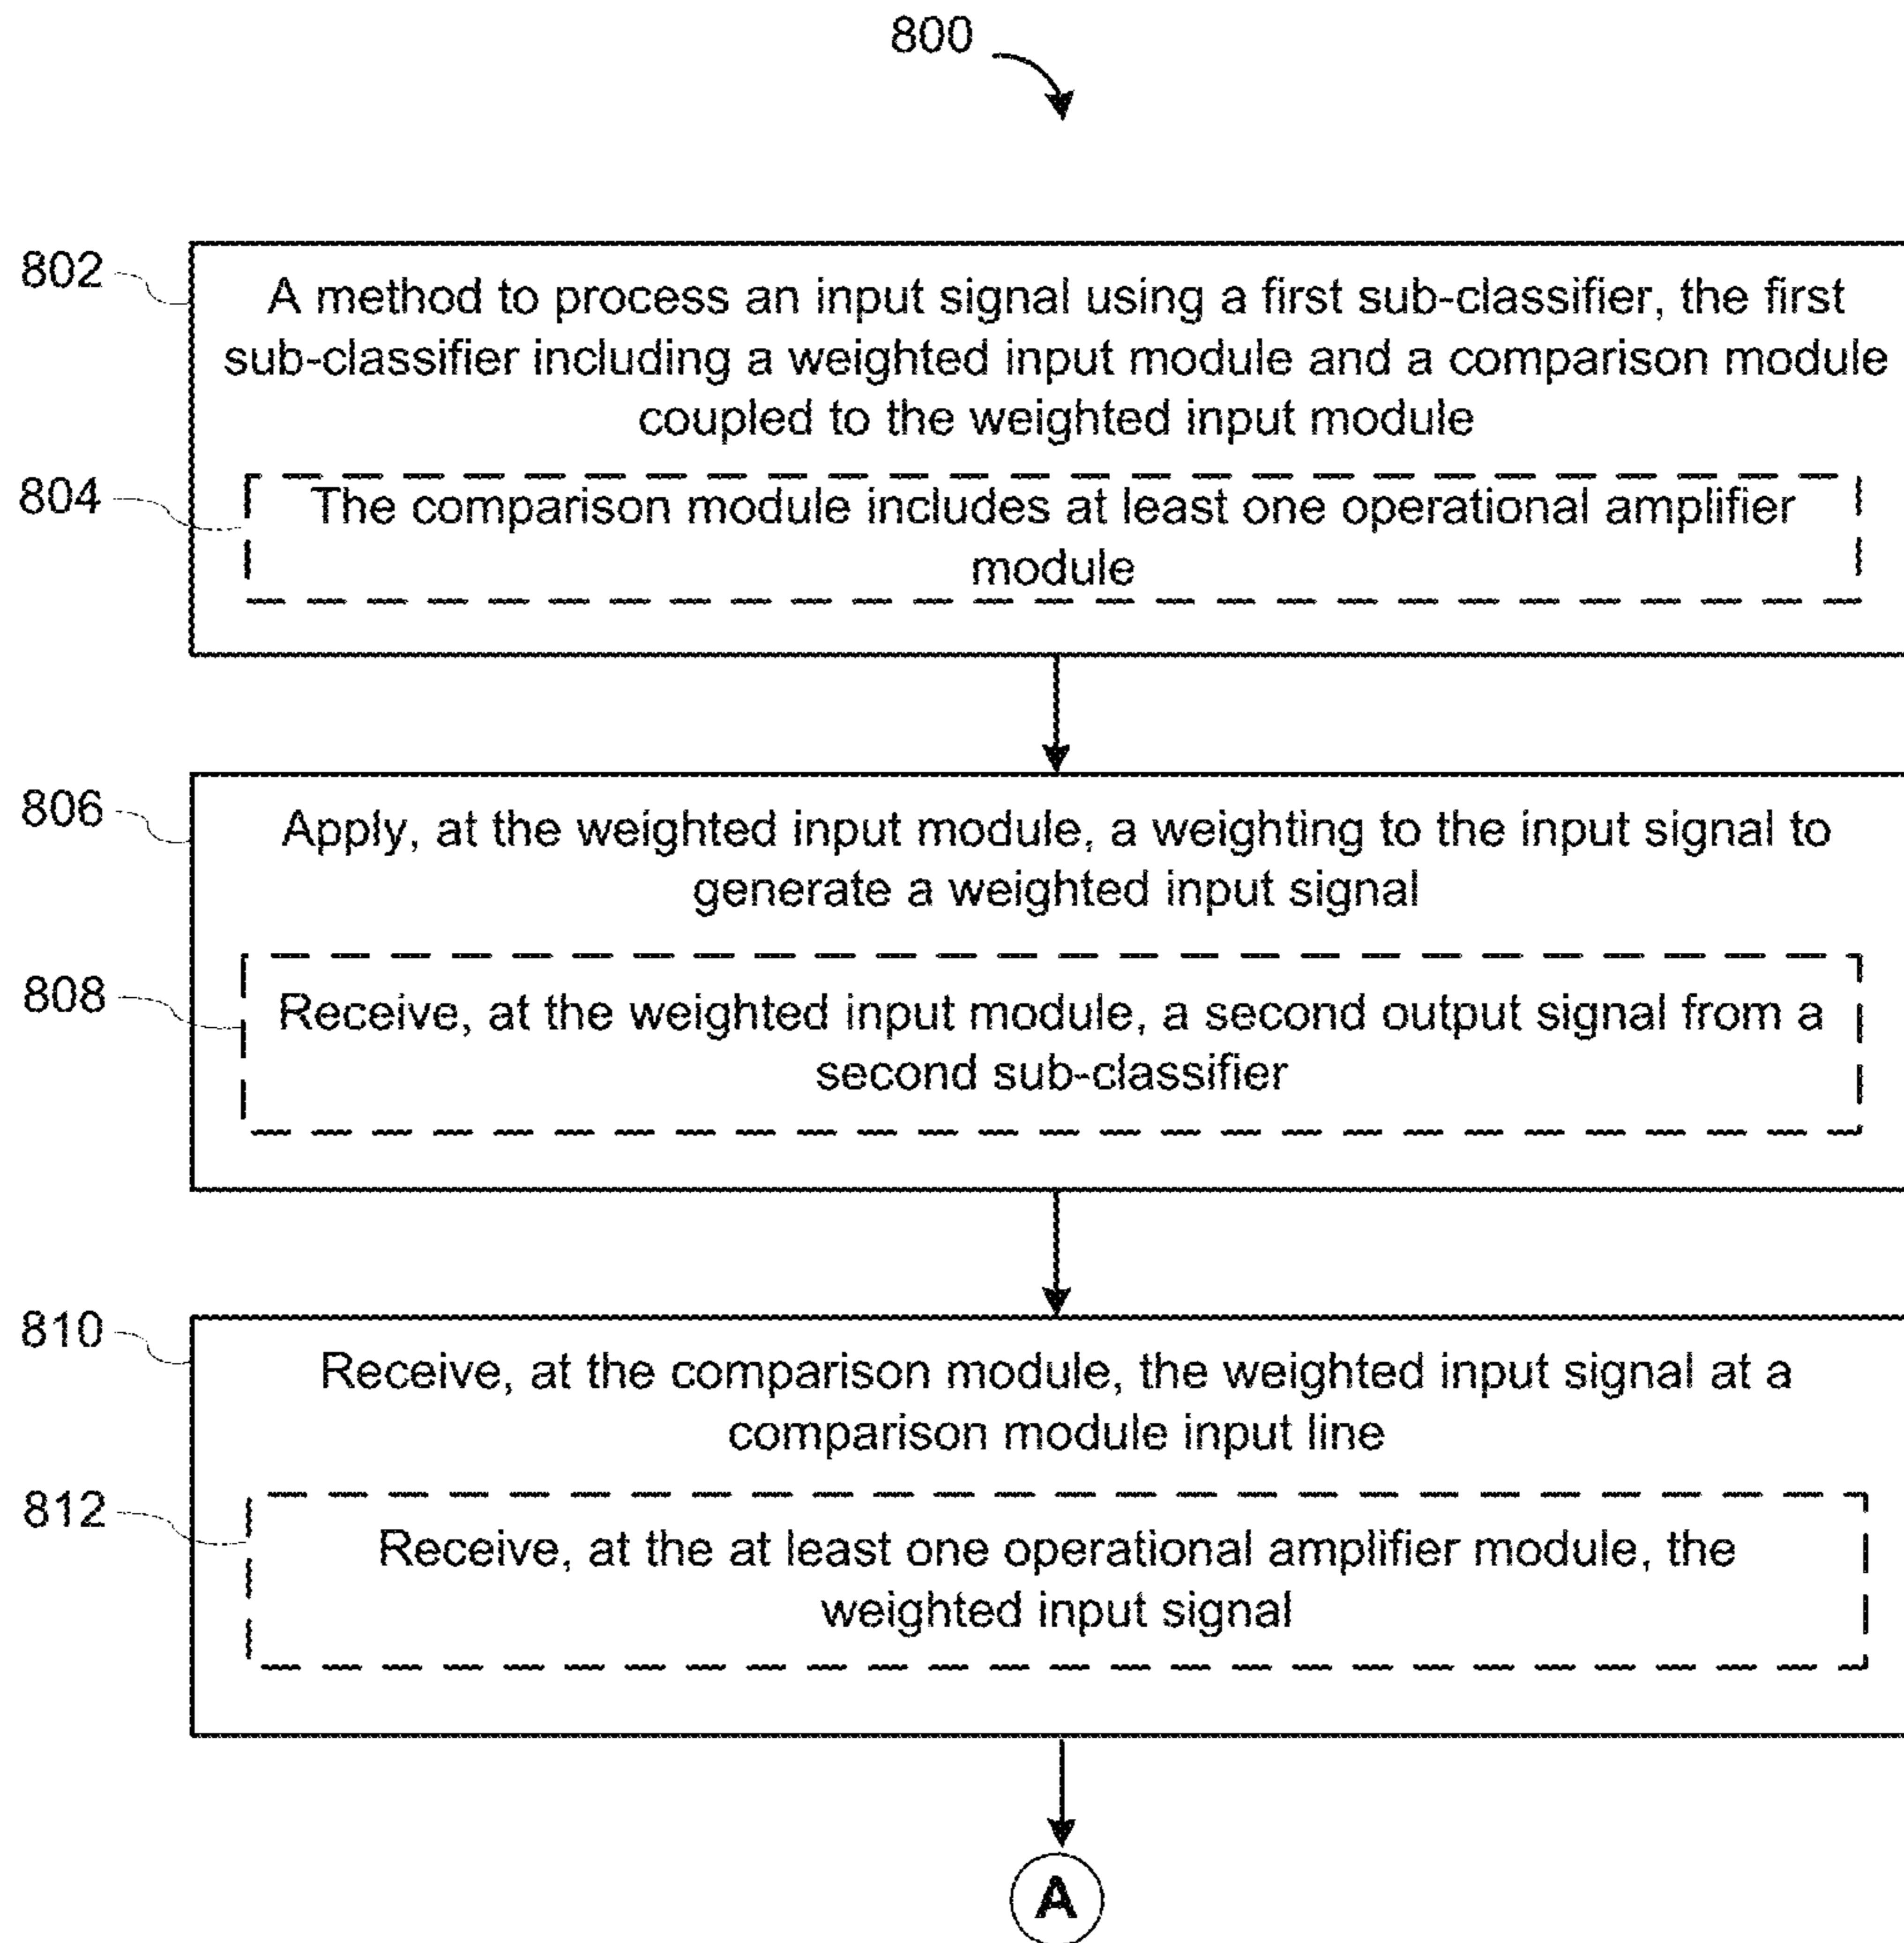 800
802
A method to process an input signal using a first sub-classifier, the first
sub-classifier including a weighted input module and a comparison module
coupled to the weighted input module
804
The comparison module includes at least one operational amplifier
module
806
Apply, at the weighted input module, a weighting to the input signal to
generate a weighted input signal
808
Receive, at the weighted input module, a second output signal from a
second sub-classifier
810
Receive, at the comparison module, the weighted input signal at a
comparison module input line
812
Receive, at the at least one operational amplifier module, the
weighted input signal
A